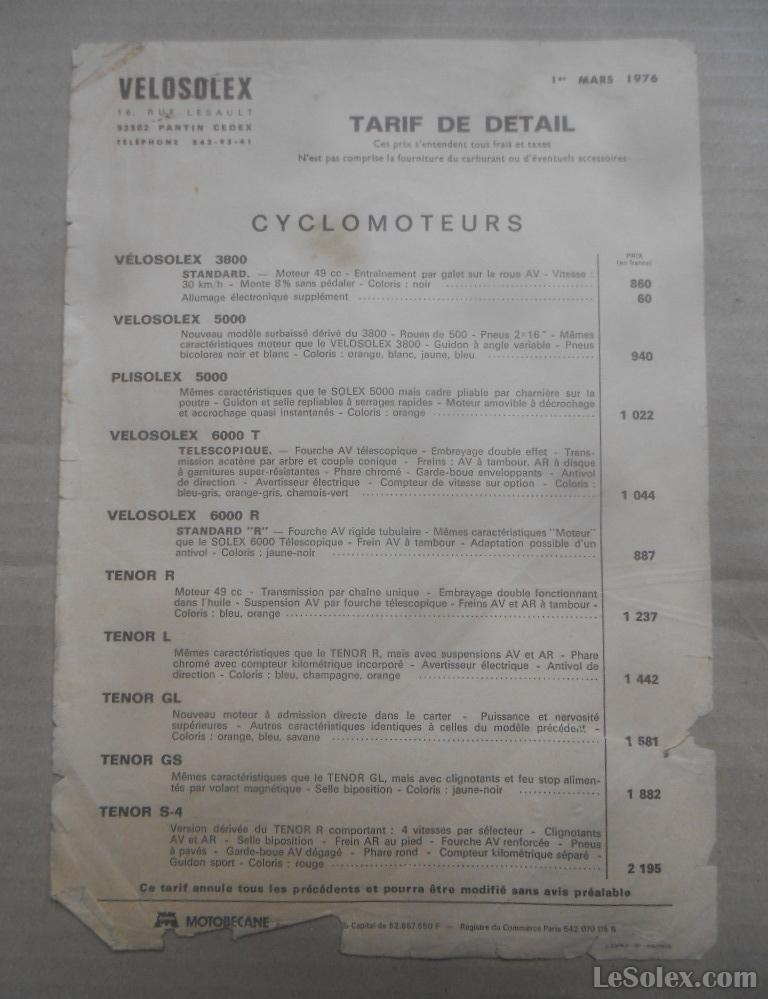 VELOSOLEX
16, RUE LESAULT
93502 PANTIN CEDEX
TÉLÉPHONE 843-93-41
1er MARS 1976
TARIF DE DETAIL
Ces prix s'entendent tous frais et taxes
N'est pas comprise la fourniture du carburant ou d'éventuels accessoires
CYCLOMOTEURS
PRIX
(en francs)
VÉLOSOLEX 3800
STANDARD. — Moteur 49 cc - Entraînement par galet sur la roue AV - Vitesse :
30 km/h - Monte 8% sans pédaler - Coloris : noir 860
Allumage électronique supplément 60
VELOSOLEX 5000
Nouveau modèle surbaissé dérivé du 3800 - Roues de 500 - Pneus 2×16" - Mêmes
caractéristiques moteur que le VELOSOLEX 3800 - Guidon à angle variable - Pneus
bicolores noir et blanc - Coloris : orange, blanc, jaune, bleu 940
PLISOLEX 5000
Mêmes caractéristiques que le SOLEX 5000 mais cadre pliable par charnière sur la
poutre - Guidon et selle repliables à serrages rapides - Moteur amovible à décrochage
et accrochage quasi instantanés - Coloris : orange 1 022
VELOSOLEX 6000 T
TELESCOPIQUE. — Fourche AV télescopique - Embrayage double effet - Trans-
mission acatène par arbre et couple conique - Freins : AV à tambour. AR à disque
à garnitures super-résistantes - Phare chromé - Garde-boue enveloppants - Antivol
de direction - Avertisseur électrique - Compteur de vitesse sur option - Coloris :
bleu-gris, orange-gris, chamois-vert 1 044
VELOSOLEX 6000 R
STANDARD "R" — Fourche AV rigide tubulaire - Mêmes caractéristiques "Moteur"
que le SOLEX 6000 Télescopique - Frein AV à tambour - Adaptation possible d'un
antivol - Coloris : jaune-noir 887
TENOR R
Moteur 49 cc - Transmission par chaîne unique - Embrayage double fonctionnant
dans l'huile - Suspension AV par fourche télescopique - Freins AV et AR à tambour -
Coloris : bleu, orange 1 237
TENOR L
Mêmes caractéristiques que le TENOR R, mais avec suspensions AV et AR - Phare
chromé avec compteur kilométrique incorporé - Avertisseur électrique - Antivol de
direction - Coloris : bleu, champagne, orange 1 442
TENOR GL
Nouveau moteur à admission directe dans le carter - Puissance et nervosité
supérieures - Autres caractéristiques identiques à celles du modèle précédent -
Coloris : orange, bleu, savane 1 581
TENOR GS
Mêmes caractéristiques que le TENOR GL, mais avec clignotants et feu stop alimen-
tés par volant magnétique - Selle biposition - Coloris : jaune-noir 1 882
TENOR S-4
Version dérivée du TENOR R comportant : 4 vitesses par sélecteur - Clignotants
AV et AR - Selle biposition - Frein AR au pied - Fourche AV renforcée - Pneus
à pavés - Garde-boue AV dégagé - Phare rond - Compteur kilométrique séparé -
Guidon sport - Coloris : rouge 2 195
Ce tarif annule tous les précédents et pourra être modifié sans avis préalable
MOTOBECANE Capital de 52.657.550 F — Registre du Commerce Paris 542 070 115 B
LeSolex.com